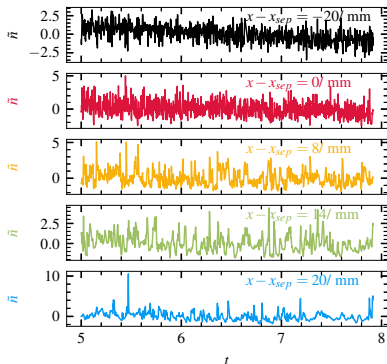 2.5
0.0
−2.5
ñ
x − x_sep = −20/ mm
5
0
ñ
x − x_sep = 0/ mm
5
0
ñ
x − x_sep = 8/ mm
2.5
0.0
ñ
x − x_sep = 14/ mm
10
0
ñ
x − x_sep = 20/ mm
5 6 7 8
t